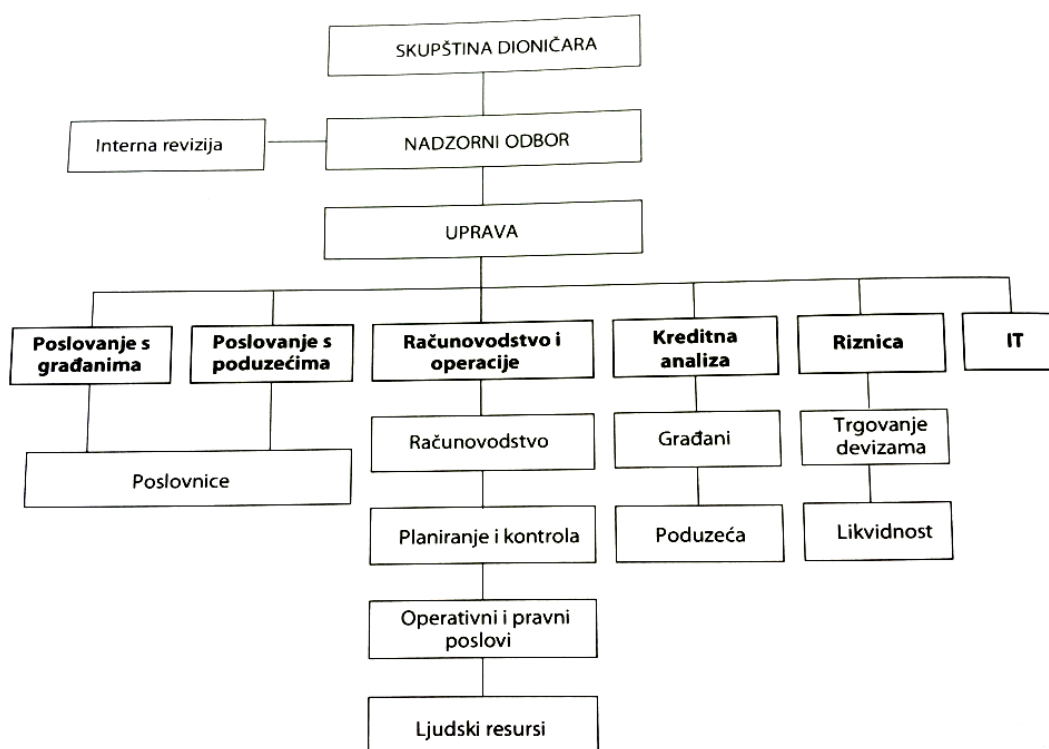 SKUPŠTINA DIONIČARA
Interna revizija
NADZORNI ODBOR
UPRAVA
Poslovanje s
građanima
Poslovanje s
poduzećima
Računovodstvo i
operacije
Kreditna
analiza
Riznica
IT
Poslovnice
Računovodstvo
Planiranje i kontrola
Operativni i pravni
poslovi
Ljudski resursi
Građani
Poduzeća
Trgovanje
devizama
Likvidnost